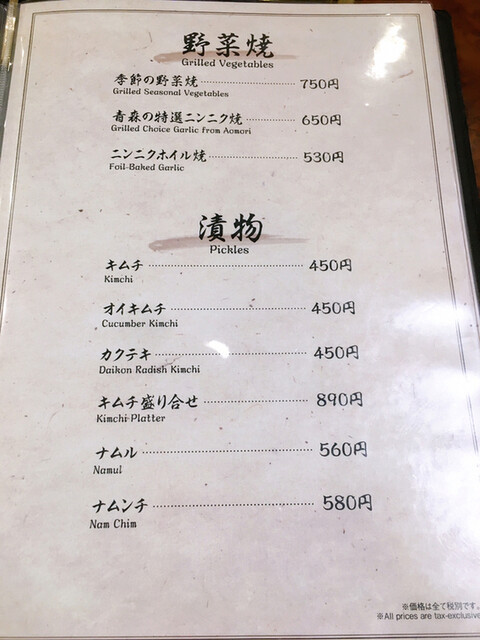 野菜焼
Grilled Vegetables
季節の野菜焼 750円
Grilled Seasonal Vegetables
青森の特選ニンニク焼 650円
Grilled Choice Garlic from Aomori
ニンニクホイル焼 530円
Foil-Baked Garlic
漬物
Pickles
キムチ 450円
Kimchi
オイキムチ 450円
Cucumber Kimchi
カクテキ 450円
Daikon Radish Kimchi
キムチ盛り合せ 890円
Kimchi Platter
ナムル 560円
Namul
ナムンチ 580円
Nam Chim
※価格は全て税別です。
※All prices are tax-exclusive